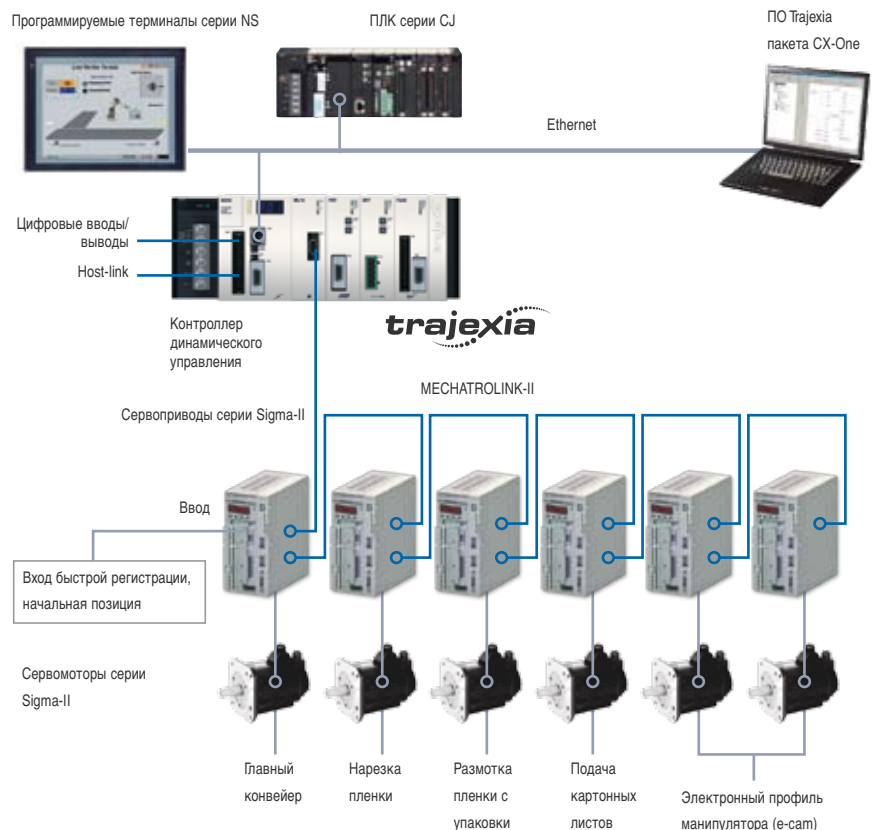 Программируемые терминалы серии NS
ПЛК серии CJ
ПО Trajexia
пакета CX-One
Ethernet
Цифровые вводы/
выводы
Host-link
Контроллер
динамического
управления
trajexia
MECHATROLINK-II
Сервоприводы серии Sigma-II
Ввод
Вход быстрой регистрации,
начальная позиция
Сервомоторы серии
Sigma-II
Главный
конвейер
Нарезка
пленки
Размотка
пленки с
упаковки
Подача
картонных
листов
Электронный профиль
манипулятора (e-cam)